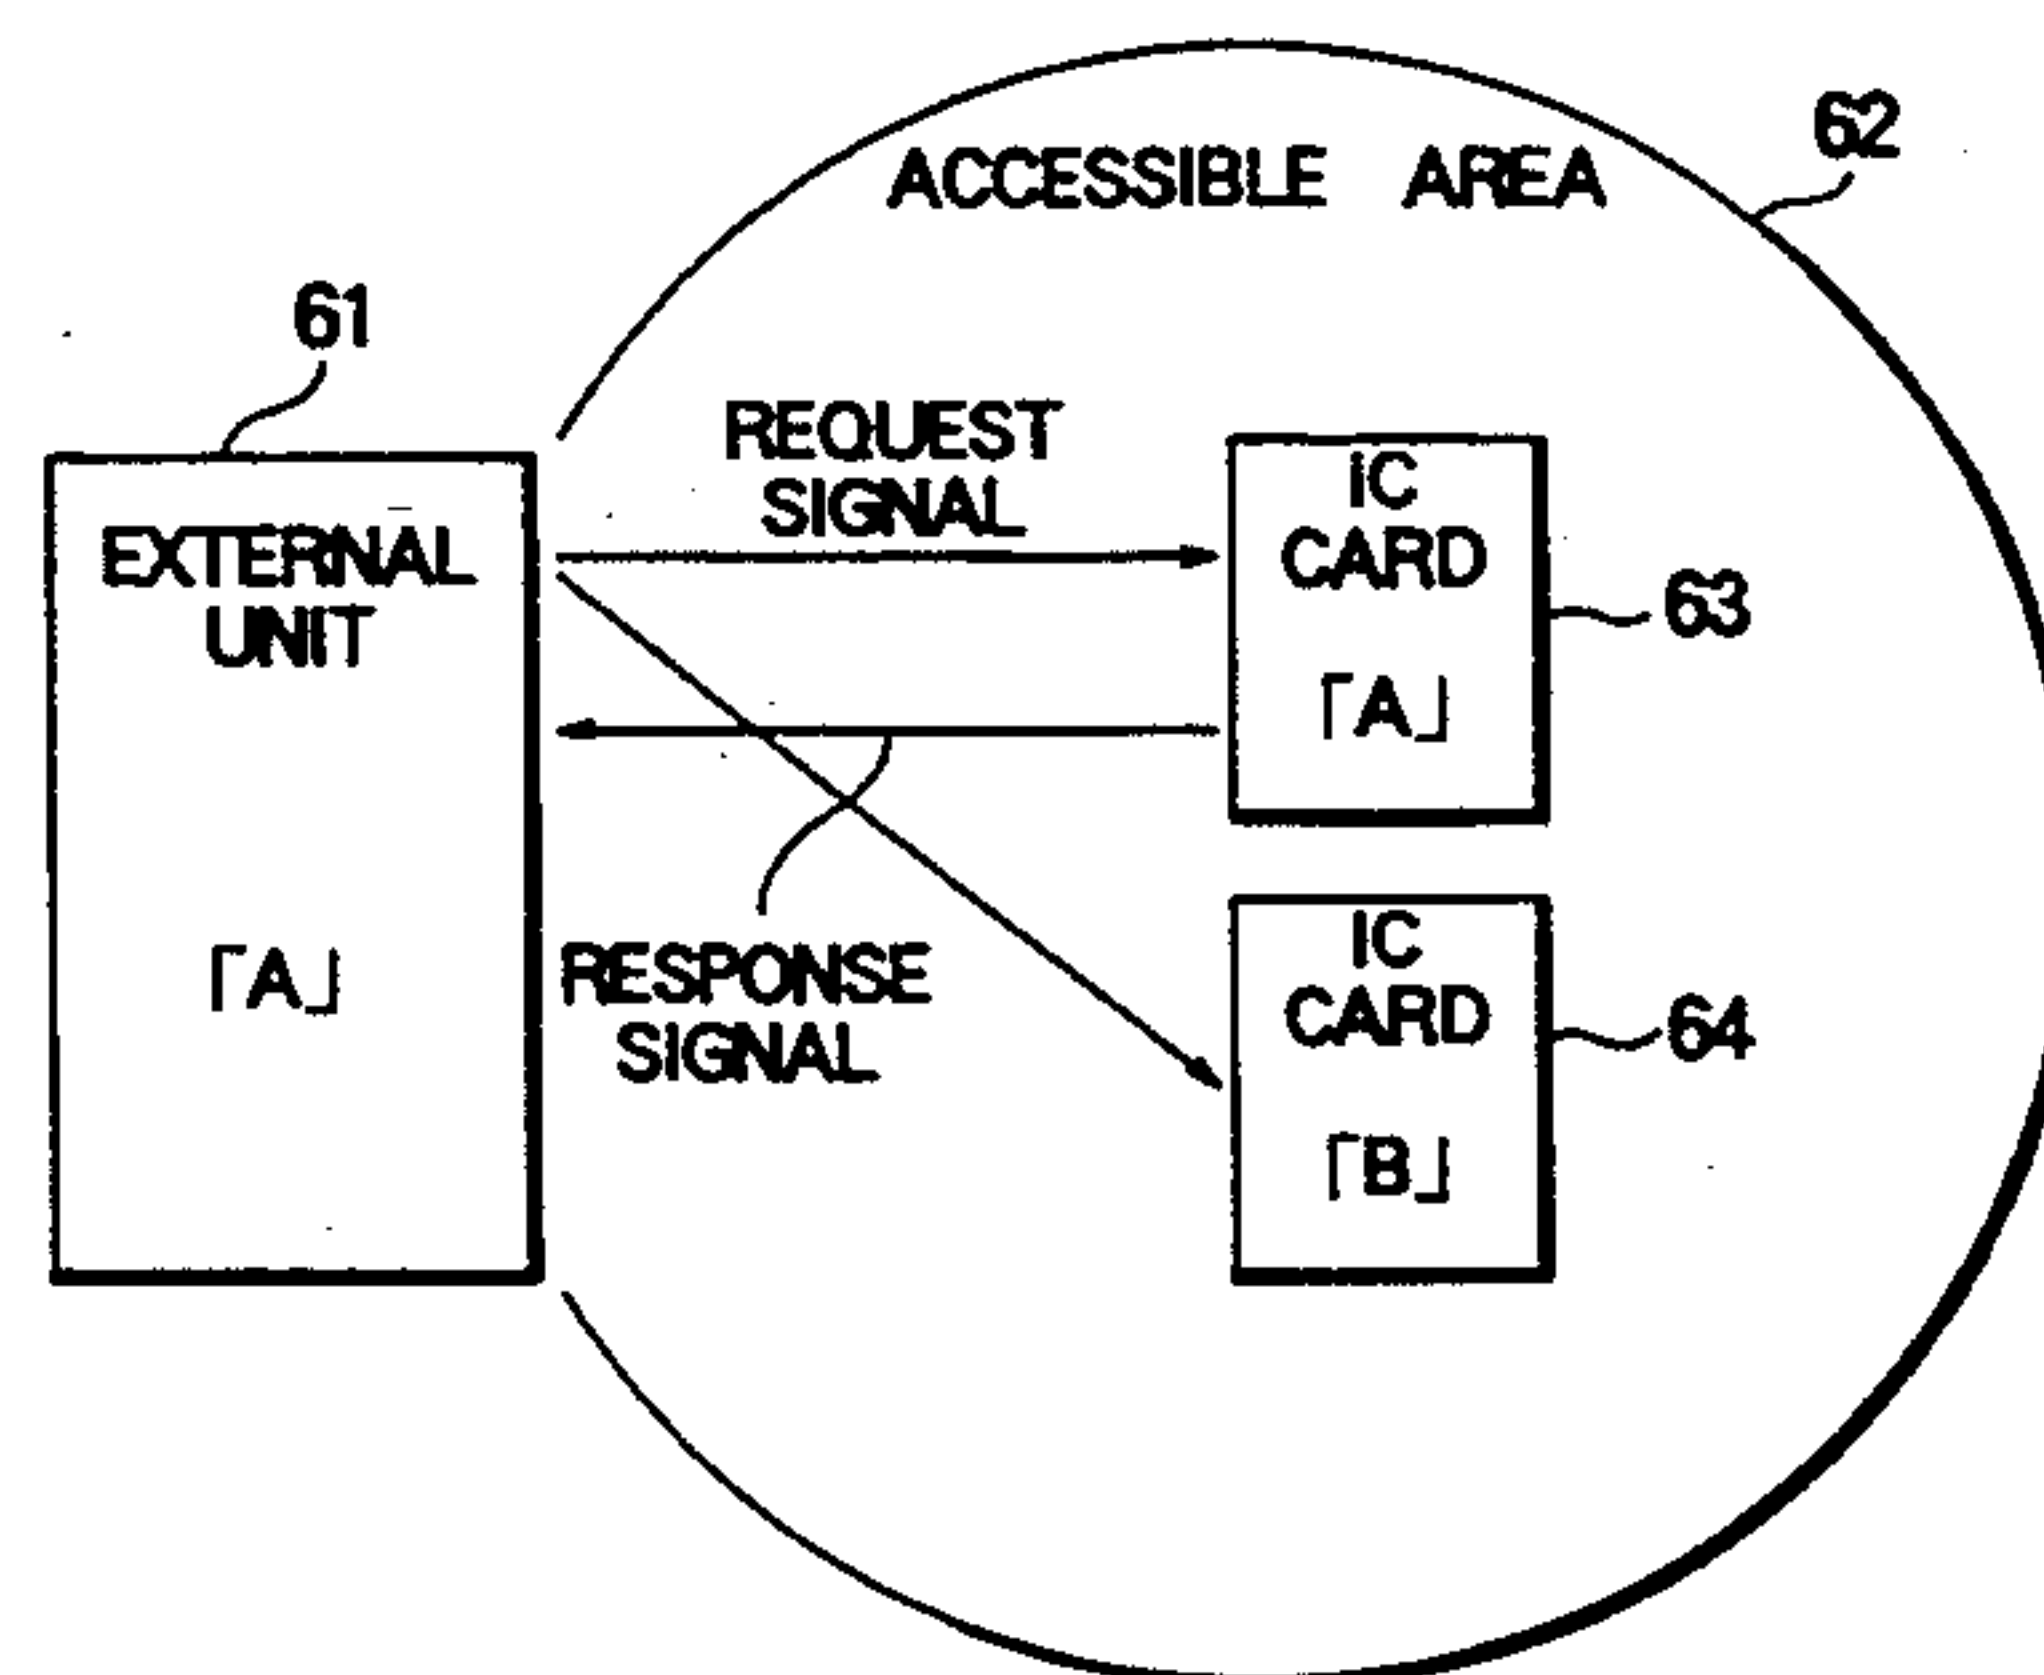 62
ACCESSIBLE AREA
61
REQUEST
SIGNAL
EXTERNAL
UNIT
IC
CARD
63
「A」
「A」
RESPONSE
SIGNAL
IC
CARD
64
「B」